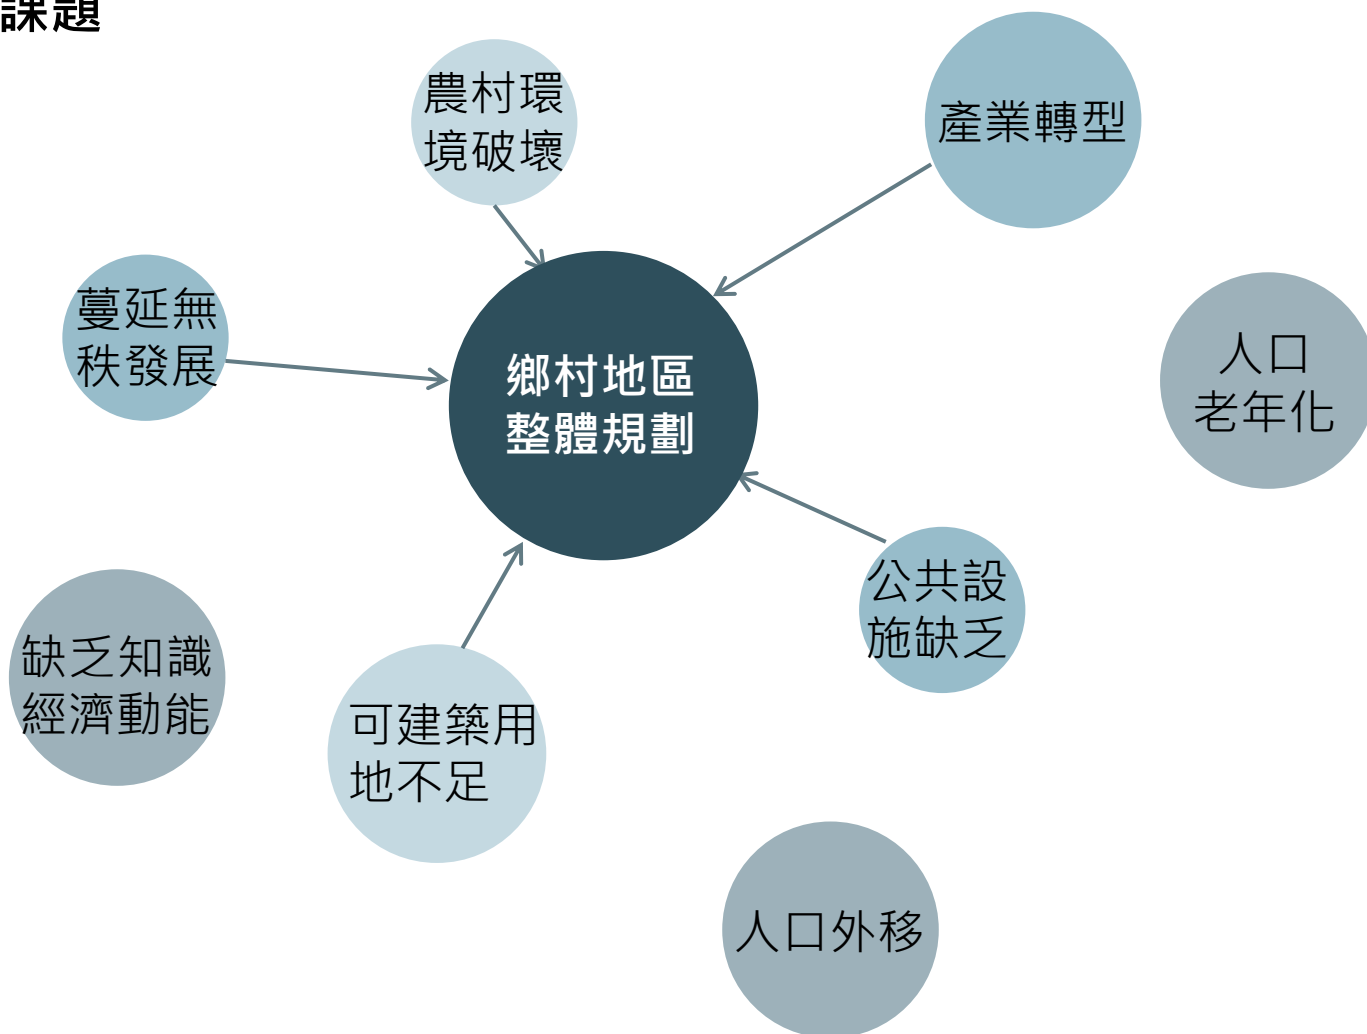 課題
農村環
境破壞
產業轉型
蔓延無
秩發展
鄉村地區
整體規劃
人口
老年化
公共設
施缺乏
缺乏知識
經濟動能
可建築用
地不足
人口外移